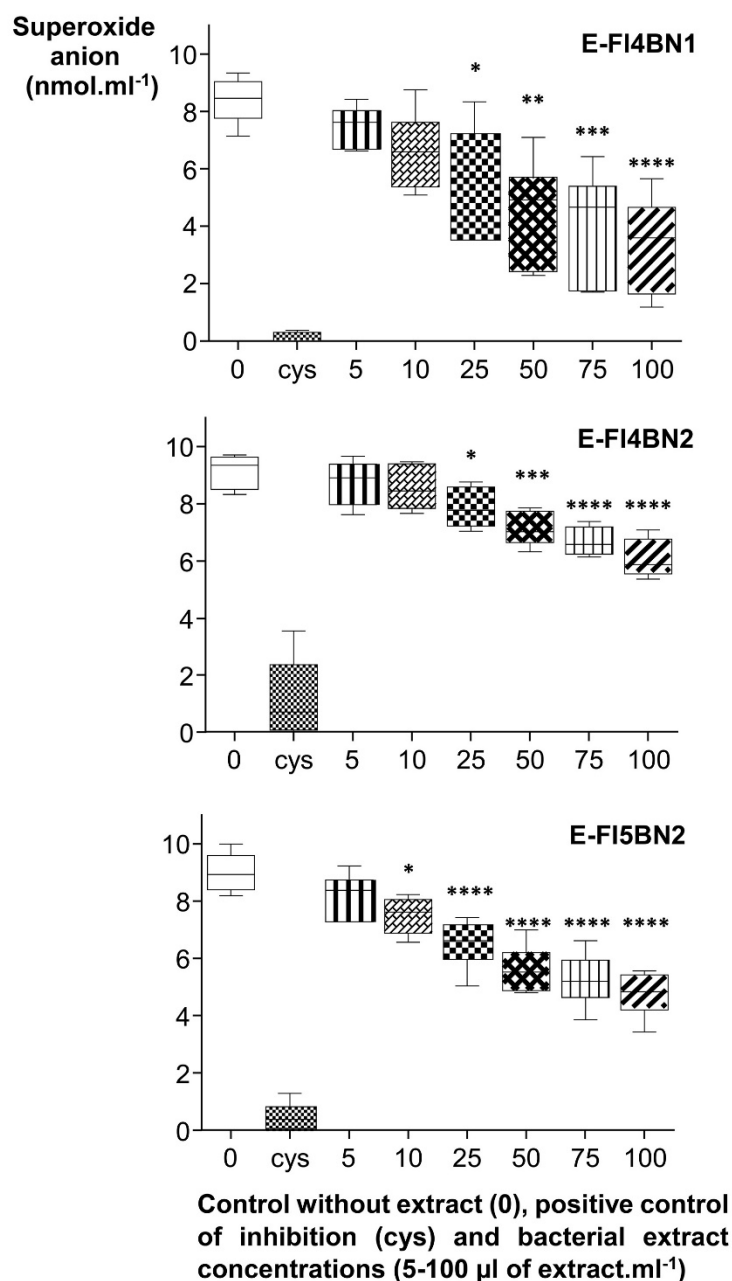 Superoxide
anion
(nmol.ml-1)
E-FI4BN1
10
8
6
4
2
0
*
**
***
****
0 cys 5 10 25 50 75 100
E-FI4BN2
10
8
6
4
2
0
*
***
****
****
0 cys 5 10 25 50 75 100
E-FI5BN2
10
8
6
4
2
0
*
****
****
****
****
0 cys 5 10 25 50 75 100
Control without extract (0), positive control
of inhibition (cys) and bacterial extract
concentrations (5-100 µl of extract.ml-1)